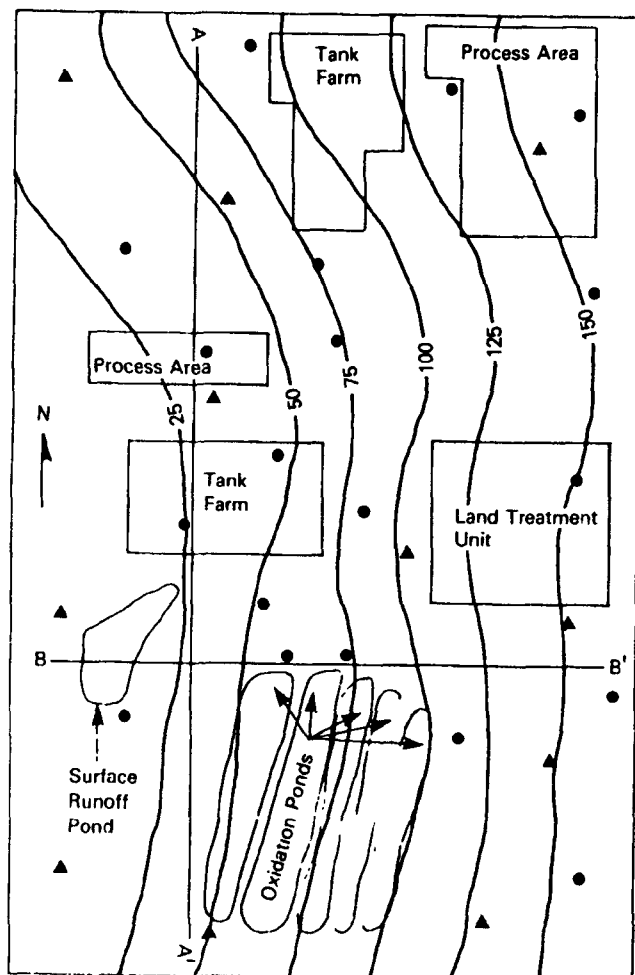 A
Tank
Farm
Process Area
Process Area
25
50
75
100
125
150
N
Tank
Farm
Land Treatment
Unit
B
B'
Surface
Runoff
Pond
Oxidation Ponds
A'